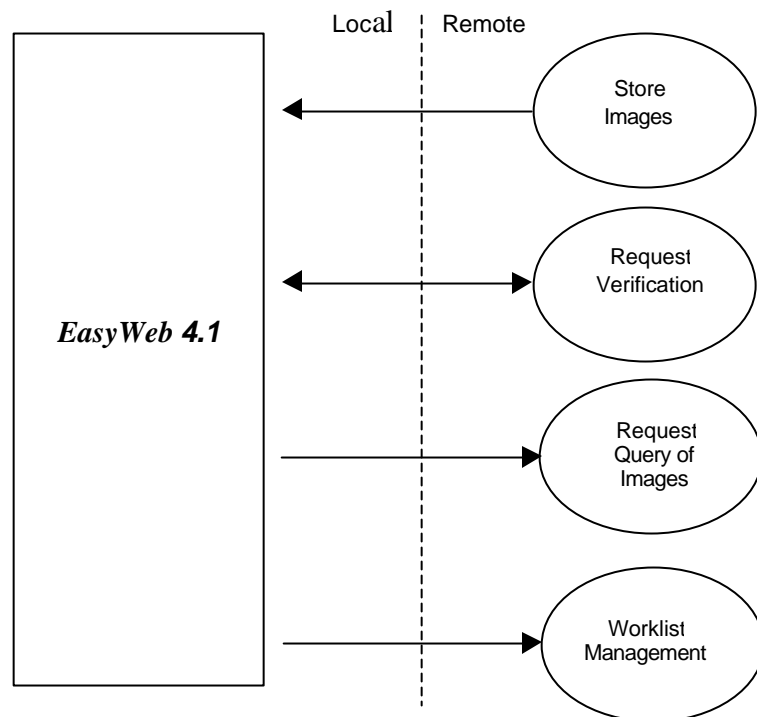 Local
Remote
Store
Images
Request
Verification
EasyWeb 4.1
Request
Query of
Images
Worklist
Management